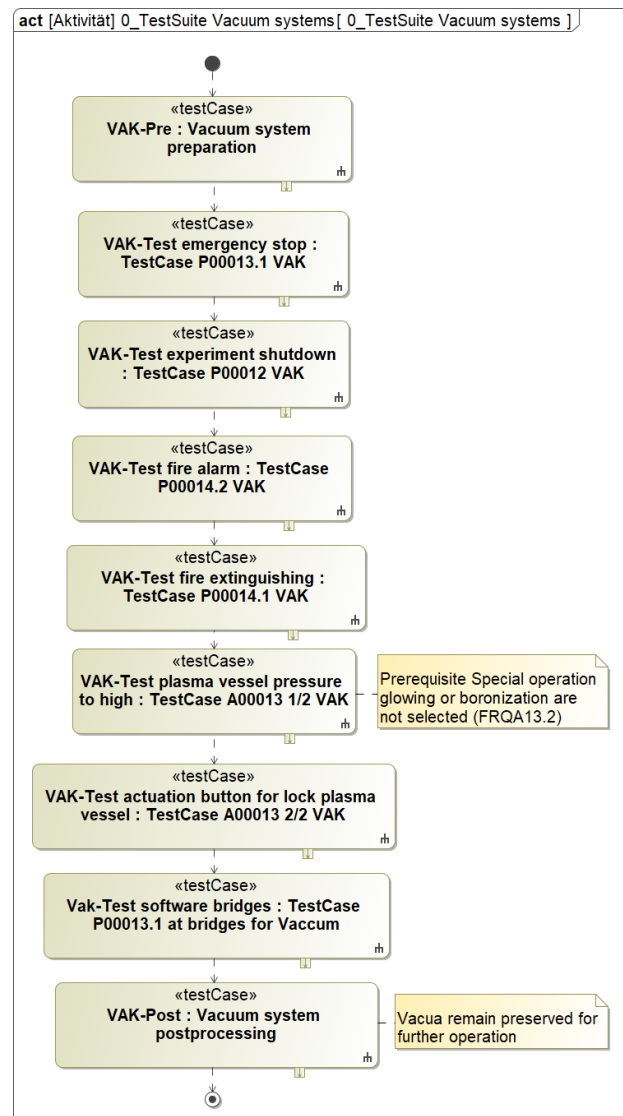 act [Aktivität] 0_TestSuite Vacuum systems[ 0_TestSuite Vacuum systems ]
«testCase»
VAK-Pre : Vacuum system
preparation
«testCase»
VAK-Test emergency stop :
TestCase P00013.1 VAK
«testCase»
VAK-Test experiment shutdown
: TestCase P00012 VAK
«testCase»
VAK-Test fire alarm : TestCase
P00014.2 VAK
«testCase»
VAK-Test fire extinguishing :
TestCase P00014.1 VAK
«testCase»
VAK-Test plasma vessel pressure
to high : TestCase A00013 1/2 VAK
Prerequisite Special operation
glowing or boronization are
not selected (FRQA13.2)
«testCase»
VAK-Test actuation button for lock plasma
vessel : TestCase A00013 2/2 VAK
«testCase»
Vak-Test software bridges : TestCase
P00013.1 at bridges for Vaccum
«testCase»
VAK-Post : Vacuum system
postprocessing
Vacua remain preserved for
further operation